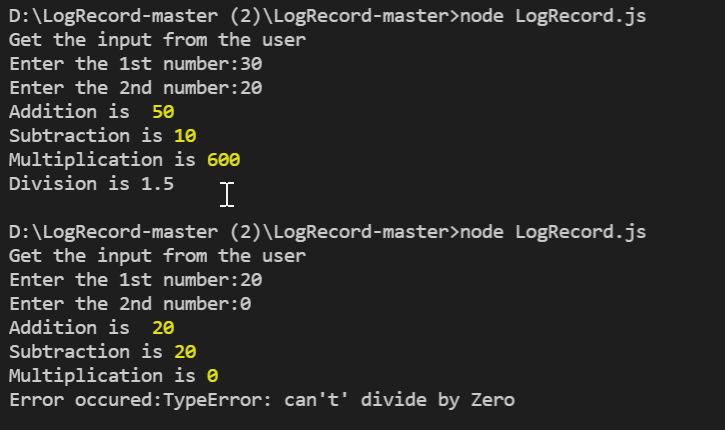 D:\LogRecord-master (2)\LogRecord-master>node LogRecord.js
Get the input from the user
Enter the 1st number:30
Enter the 2nd number:20
Addition is  50
Subtraction is 10
Multiplication is 600
Division is 1.5
D:\LogRecord-master (2)\LogRecord-master>node LogRecord.js
Get the input from the user
Enter the 1st number:20
Enter the 2nd number:0
Addition is  20
Subtraction is 20
Multiplication is 0
Error occured:TypeError: can't' divide by Zero